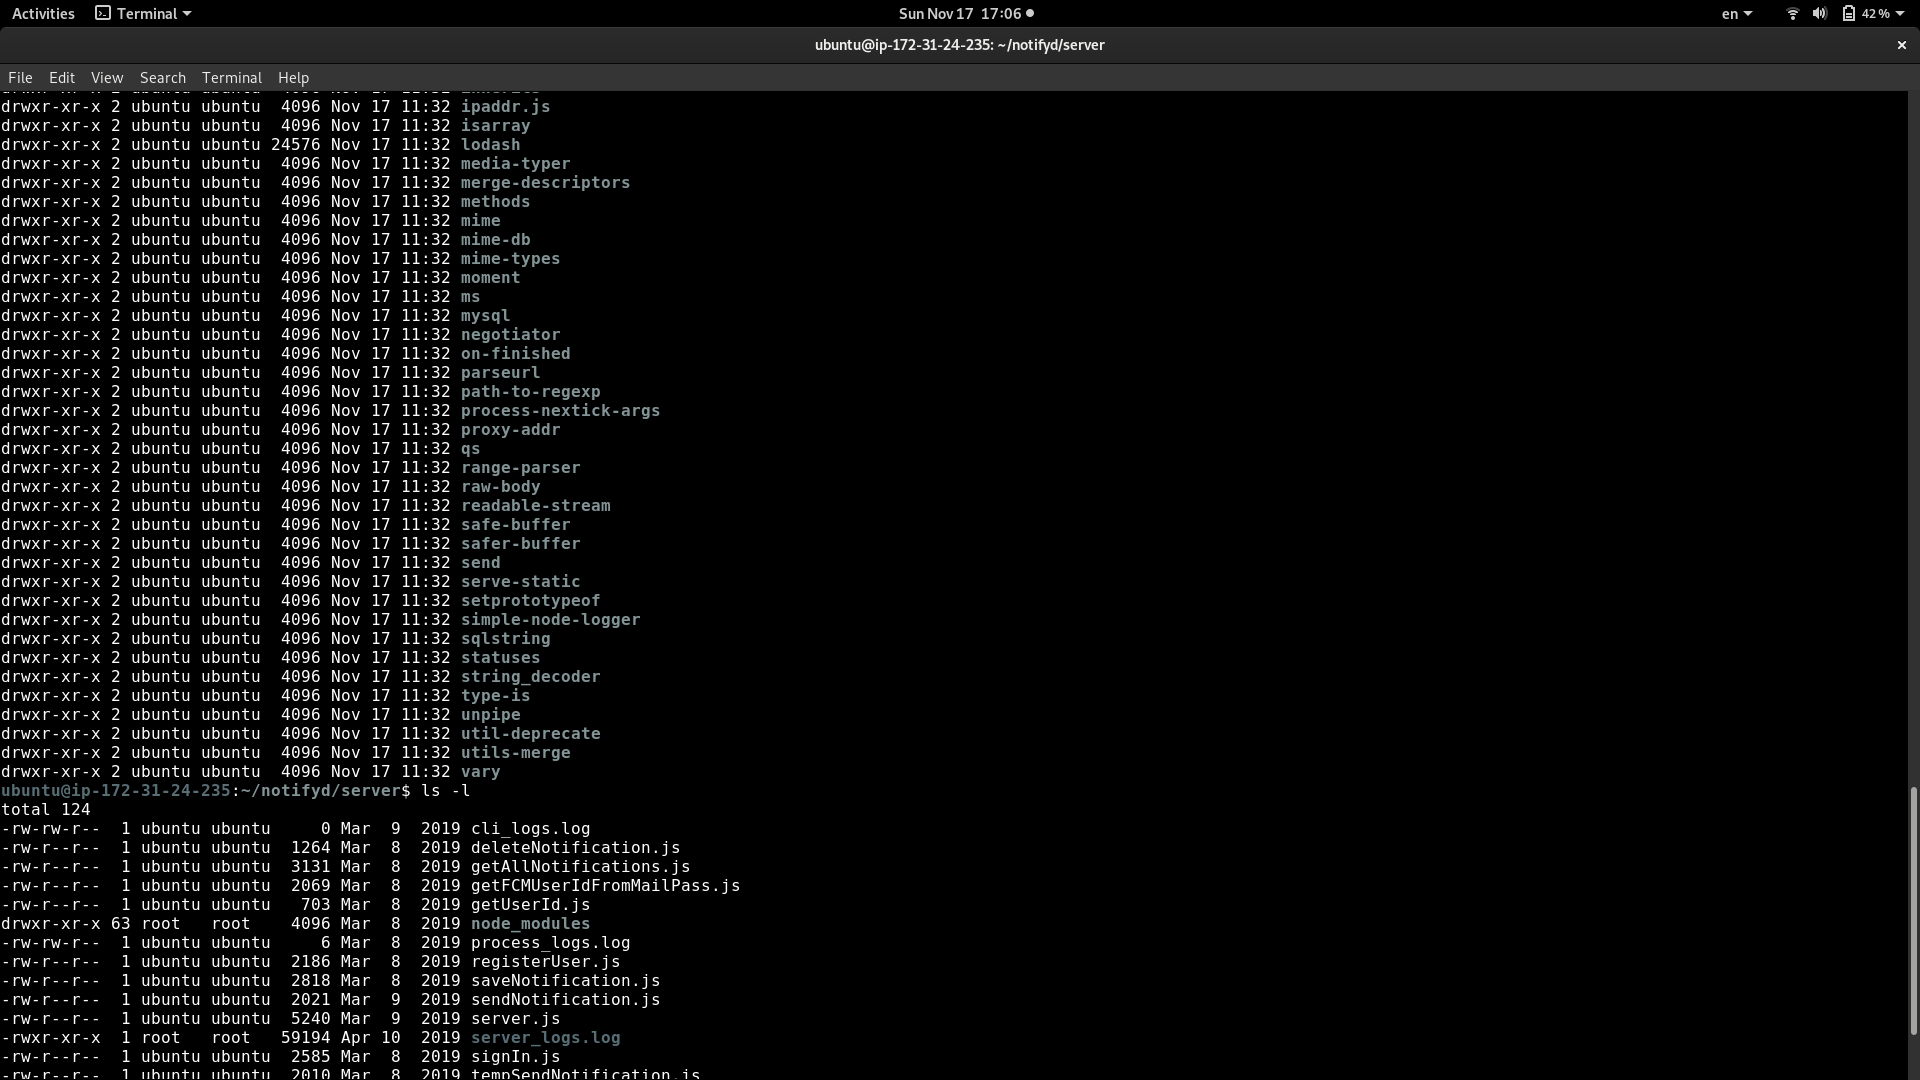 Activities Terminal Sun Nov 17 17:06 en 42 %
ubuntu@ip-172-31-24-235: ~/notifyd/server ×
File Edit View Search Terminal Help
drwxr-xr-x 2 ubuntu ubuntu  4096 Nov 17 11:32 inherits
drwxr-xr-x 2 ubuntu ubuntu  4096 Nov 17 11:32 ipaddr.js
drwxr-xr-x 2 ubuntu ubuntu  4096 Nov 17 11:32 isarray
drwxr-xr-x 2 ubuntu ubuntu 24576 Nov 17 11:32 lodash
drwxr-xr-x 2 ubuntu ubuntu  4096 Nov 17 11:32 media-typer
drwxr-xr-x 2 ubuntu ubuntu  4096 Nov 17 11:32 merge-descriptors
drwxr-xr-x 2 ubuntu ubuntu  4096 Nov 17 11:32 methods
drwxr-xr-x 2 ubuntu ubuntu  4096 Nov 17 11:32 mime
drwxr-xr-x 2 ubuntu ubuntu  4096 Nov 17 11:32 mime-db
drwxr-xr-x 2 ubuntu ubuntu  4096 Nov 17 11:32 mime-types
drwxr-xr-x 2 ubuntu ubuntu  4096 Nov 17 11:32 moment
drwxr-xr-x 2 ubuntu ubuntu  4096 Nov 17 11:32 ms
drwxr-xr-x 2 ubuntu ubuntu  4096 Nov 17 11:32 mysql
drwxr-xr-x 2 ubuntu ubuntu  4096 Nov 17 11:32 negotiator
drwxr-xr-x 2 ubuntu ubuntu  4096 Nov 17 11:32 on-finished
drwxr-xr-x 2 ubuntu ubuntu  4096 Nov 17 11:32 parseurl
drwxr-xr-x 2 ubuntu ubuntu  4096 Nov 17 11:32 path-to-regexp
drwxr-xr-x 2 ubuntu ubuntu  4096 Nov 17 11:32 process-nextick-args
drwxr-xr-x 2 ubuntu ubuntu  4096 Nov 17 11:32 proxy-addr
drwxr-xr-x 2 ubuntu ubuntu  4096 Nov 17 11:32 qs
drwxr-xr-x 2 ubuntu ubuntu  4096 Nov 17 11:32 range-parser
drwxr-xr-x 2 ubuntu ubuntu  4096 Nov 17 11:32 raw-body
drwxr-xr-x 2 ubuntu ubuntu  4096 Nov 17 11:32 readable-stream
drwxr-xr-x 2 ubuntu ubuntu  4096 Nov 17 11:32 safe-buffer
drwxr-xr-x 2 ubuntu ubuntu  4096 Nov 17 11:32 safer-buffer
drwxr-xr-x 2 ubuntu ubuntu  4096 Nov 17 11:32 send
drwxr-xr-x 2 ubuntu ubuntu  4096 Nov 17 11:32 serve-static
drwxr-xr-x 2 ubuntu ubuntu  4096 Nov 17 11:32 setprototypeof
drwxr-xr-x 2 ubuntu ubuntu  4096 Nov 17 11:32 simple-node-logger
drwxr-xr-x 2 ubuntu ubuntu  4096 Nov 17 11:32 sqlstring
drwxr-xr-x 2 ubuntu ubuntu  4096 Nov 17 11:32 statuses
drwxr-xr-x 2 ubuntu ubuntu  4096 Nov 17 11:32 string_decoder
drwxr-xr-x 2 ubuntu ubuntu  4096 Nov 17 11:32 type-is
drwxr-xr-x 2 ubuntu ubuntu  4096 Nov 17 11:32 unpipe
drwxr-xr-x 2 ubuntu ubuntu  4096 Nov 17 11:32 util-deprecate
drwxr-xr-x 2 ubuntu ubuntu  4096 Nov 17 11:32 utils-merge
drwxr-xr-x 2 ubuntu ubuntu  4096 Nov 17 11:32 vary
ubuntu@ip-172-31-24-235:~/notifyd/server$ ls -l
total 124
-rw-rw-r--  1 ubuntu ubuntu     0 Mar  9  2019 cli_logs.log
-rw-r--r--  1 ubuntu ubuntu  1264 Mar  8  2019 deleteNotification.js
-rw-r--r--  1 ubuntu ubuntu  3131 Mar  8  2019 getAllNotifications.js
-rw-r--r--  1 ubuntu ubuntu  2069 Mar  8  2019 getFCMUserIdFromMailPass.js
-rw-r--r--  1 ubuntu ubuntu   703 Mar  8  2019 getUserId.js
drwxr-xr-x 63 root   root    4096 Mar  8  2019 node_modules
-rw-rw-r--  1 ubuntu ubuntu     6 Mar  8  2019 process_logs.log
-rw-r--r--  1 ubuntu ubuntu  2186 Mar  8  2019 registerUser.js
-rw-r--r--  1 ubuntu ubuntu  2818 Mar  8  2019 saveNotification.js
-rw-r--r--  1 ubuntu ubuntu  2021 Mar  9  2019 sendNotification.js
-rw-r--r--  1 ubuntu ubuntu  5240 Mar  9  2019 server.js
-rwxr-xr-x  1 root   root   59194 Apr 10  2019 server_logs.log
-rw-r--r--  1 ubuntu ubuntu  2585 Mar  8  2019 signIn.js
-rw-r--r--  1 ubuntu ubuntu  2010 Mar  8  2019 tempSendNotification.js